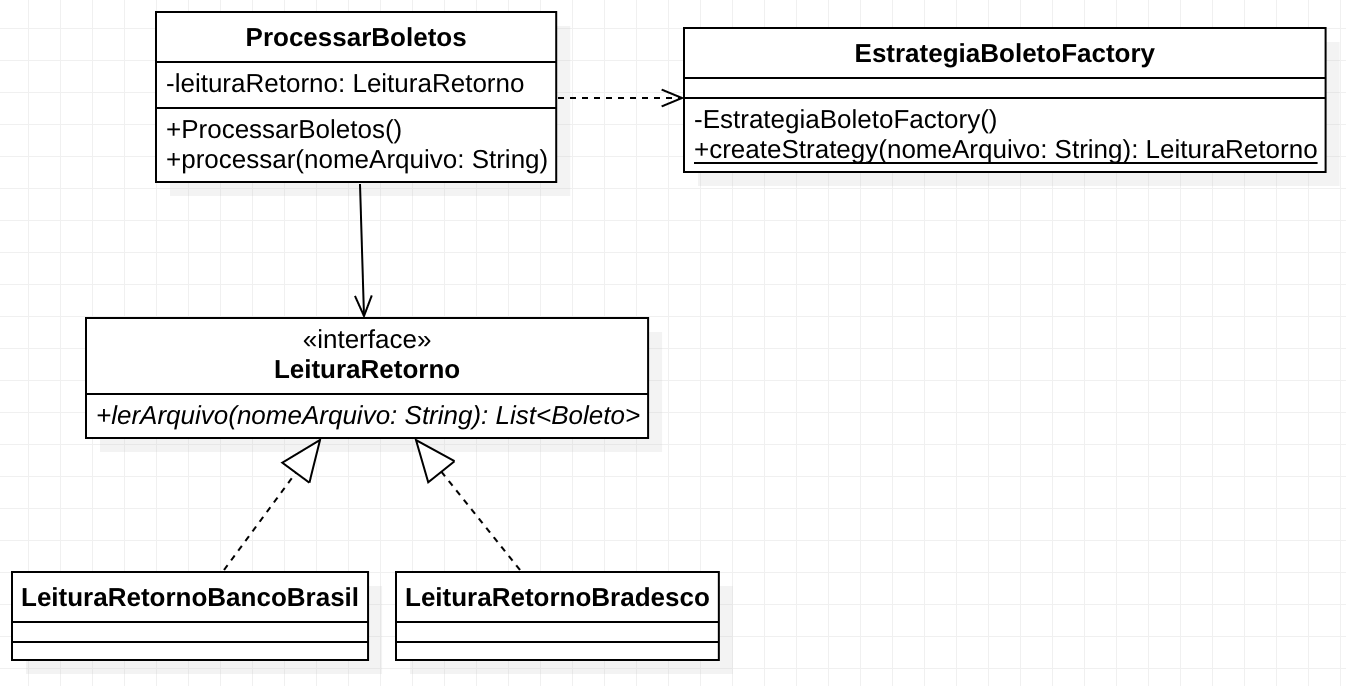 ProcessarBoletos
-leituraRetorno: LeituraRetorno
+ProcessarBoletos()
+processar(nomeArquivo: String)
EstrategiaBoletoFactory
-EstrategiaBoletoFactory()
+createStrategy(nomeArquivo: String): LeituraRetorno
«interface»
LeituraRetorno
+lerArquivo(nomeArquivo: String): List<Boleto>
LeituraRetornoBancoBrasil
LeituraRetornoBradesco